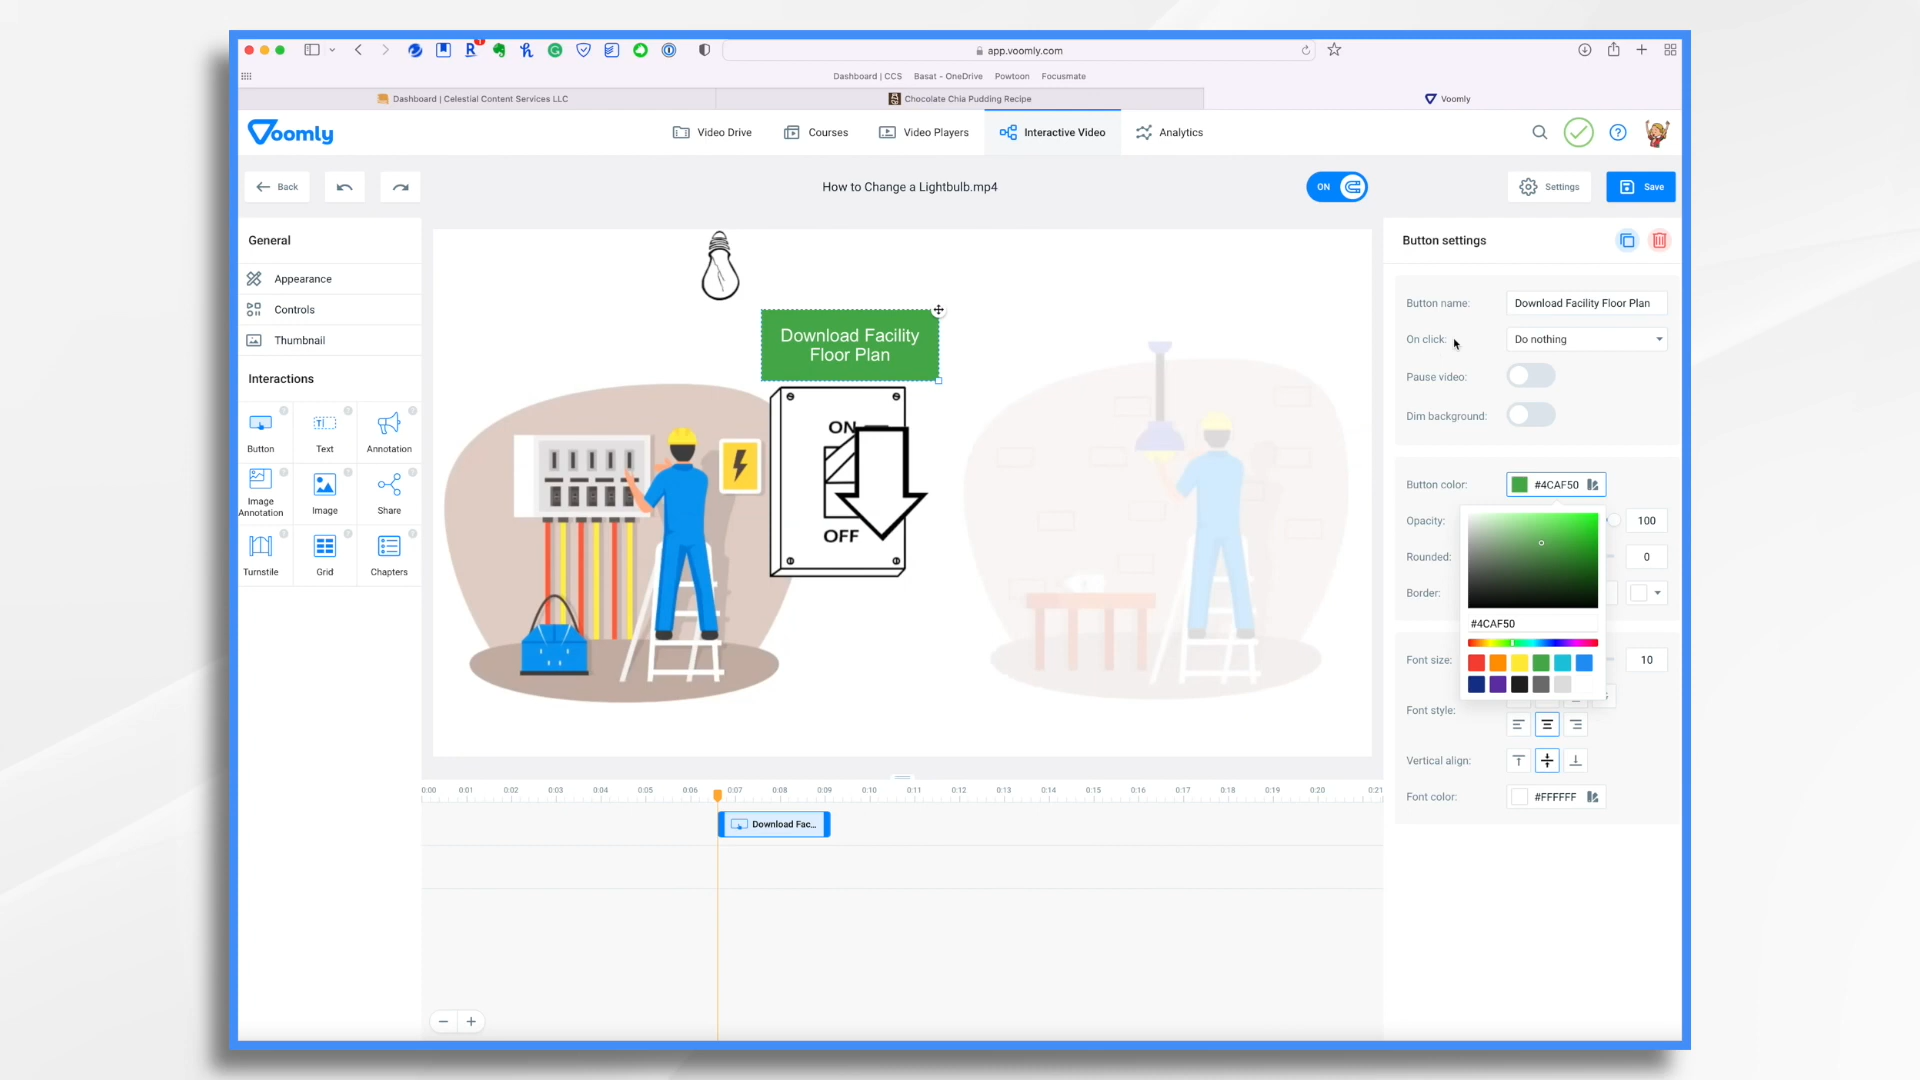 app.voomly.com
Dashboard | CCS
Basat - OneDrive
Powtoon
Focusmate
Dashboard | Celestial Content Services LLC
Chocolate Chia Pudding Recipe
Voomly
Voomly
Video Drive
Courses
Video Players
Interactive Video
Analytics
Back
How to Change a Lightbulb.mp4
ON
Settings
Save
General
Appearance
Controls
Thumbnail
Interactions
Button
Text
Annotation
Image Annotation
Image
Share
Turnstile
Grid
Chapters
Download Facility
Floor Plan
ON
OFF
Button settings
Button name:
Download Facility Floor Plan
On click:
Do nothing
Pause video:
Dim background:
Button color:
#4CAF50
Opacity:
100
Rounded:
0
Border:
#4CAF50
Font size:
10
Font style:
Vertical align:
Font color:
#FFFFFF
0:00 0:01 0:02 0:03 0:04 0:05 0:06 0:07 0:08 0:09 0:10 0:11 0:12 0:13 0:14 0:15 0:16 0:17 0:18 0:19 0:20 0:21
Download Fac...